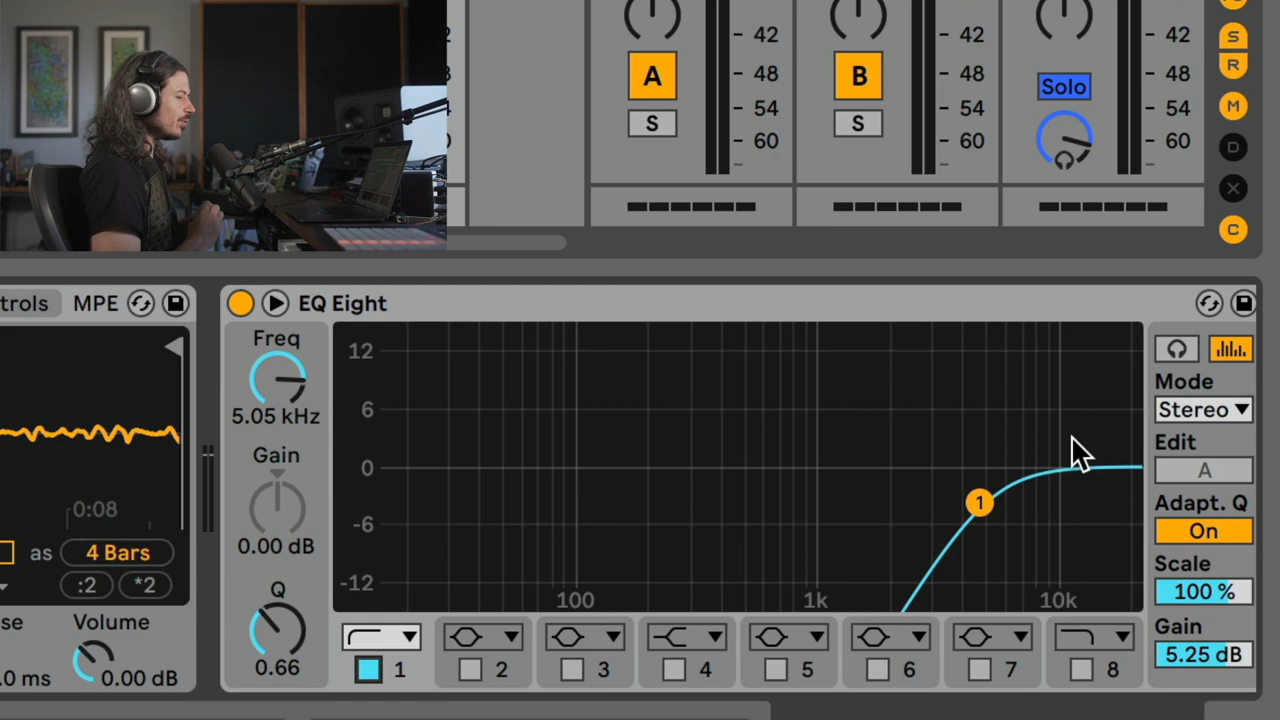 42 42 42 S
A 48 B 48 Solo 48 R
S 54 S 54 54 M
60 60 60 D
X
C
trols MPE EQ Eight
Freq
12
5.05 kHz 6 Mode
Stereo
Gain 0 Edit
A
0:08 1 Adapt. Q
-6 On
as 4 Bars 0.00 dB Scale
:2 *2 Q -12 100 1k 10k 100 %
se Volume Gain
.0 ms 0.00 dB 0.66 1 2 3 4 5 6 7 8 5.25 dB